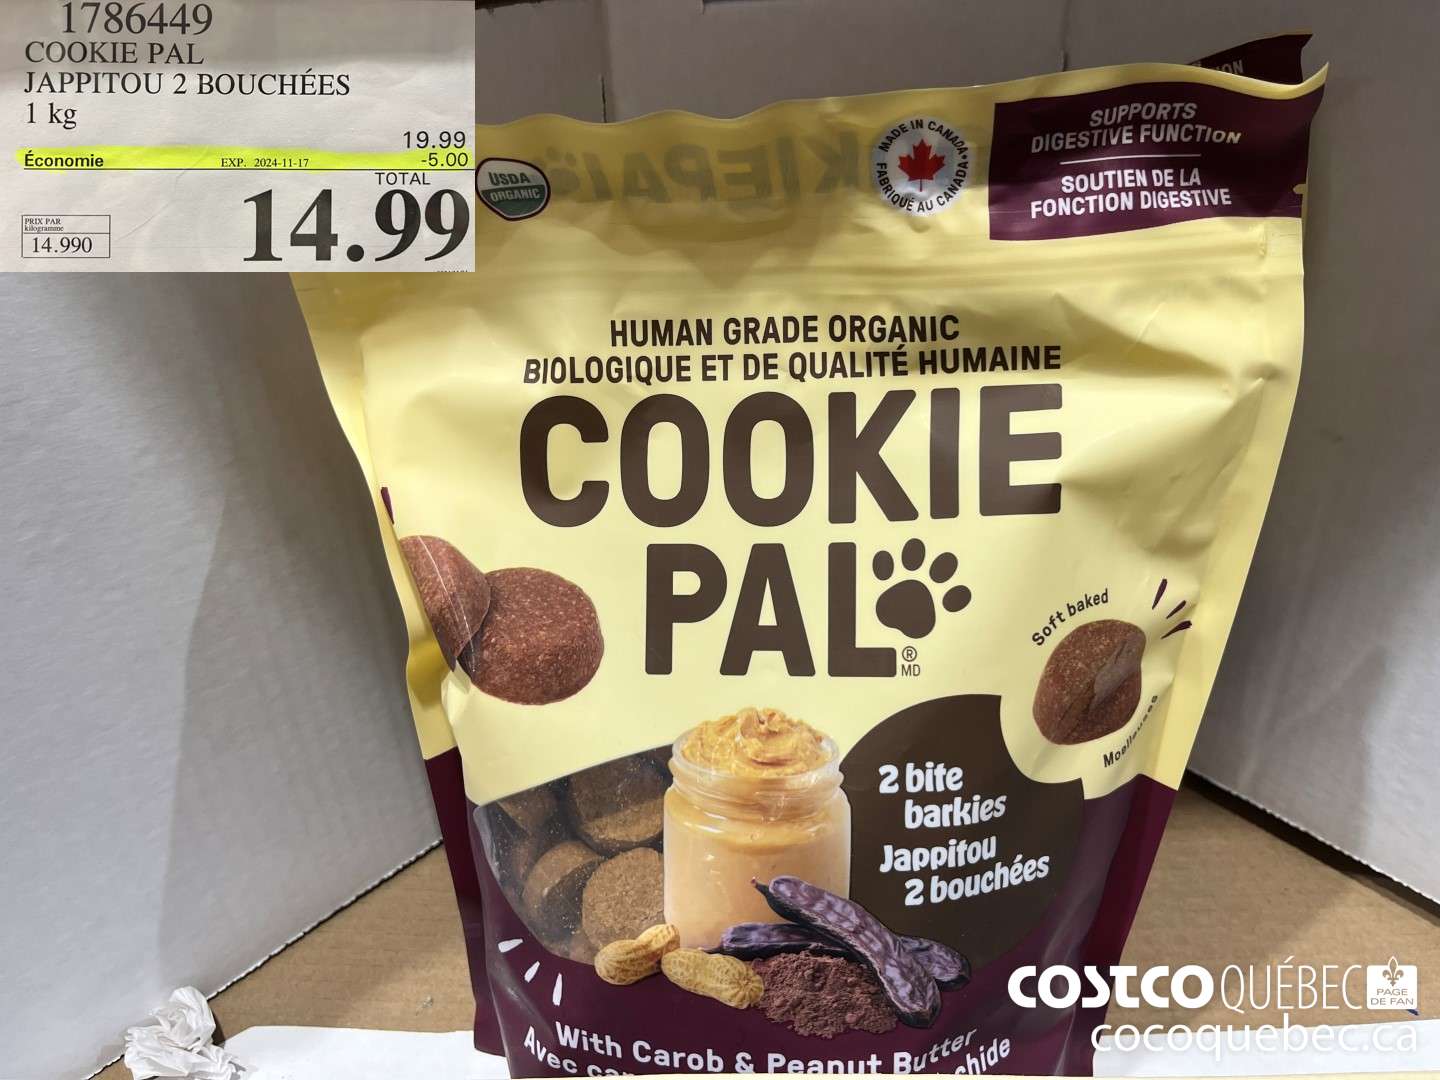 1786449
COOKIE PAL
JAPPITOU 2 BOUCHÉES
1 kg
19.99
Économie EXP. 2024-11-17 -5.00
TOTAL
14.99
PRIX PAR
kilogramme
14.990
USDA
ORGANIC
MADE IN CANADA
FABRIQUÉ AU CANADA
SUPPORTS
DIGESTIVE FUNCTION
SOUTIEN DE LA
FONCTION DIGESTIVE
HUMAN GRADE ORGANIC
BIOLOGIQUE ET DE QUALITÉ HUMAINE
COOKIE
PAL
®
MD
Soft baked
Moelleuses
2 bite
barkies
Jappitou
2 bouchées
With Carob & Peanut Butter
Avec
COSTCO QUÉBEC
PAGE
DE FAN
cocoquebec.ca